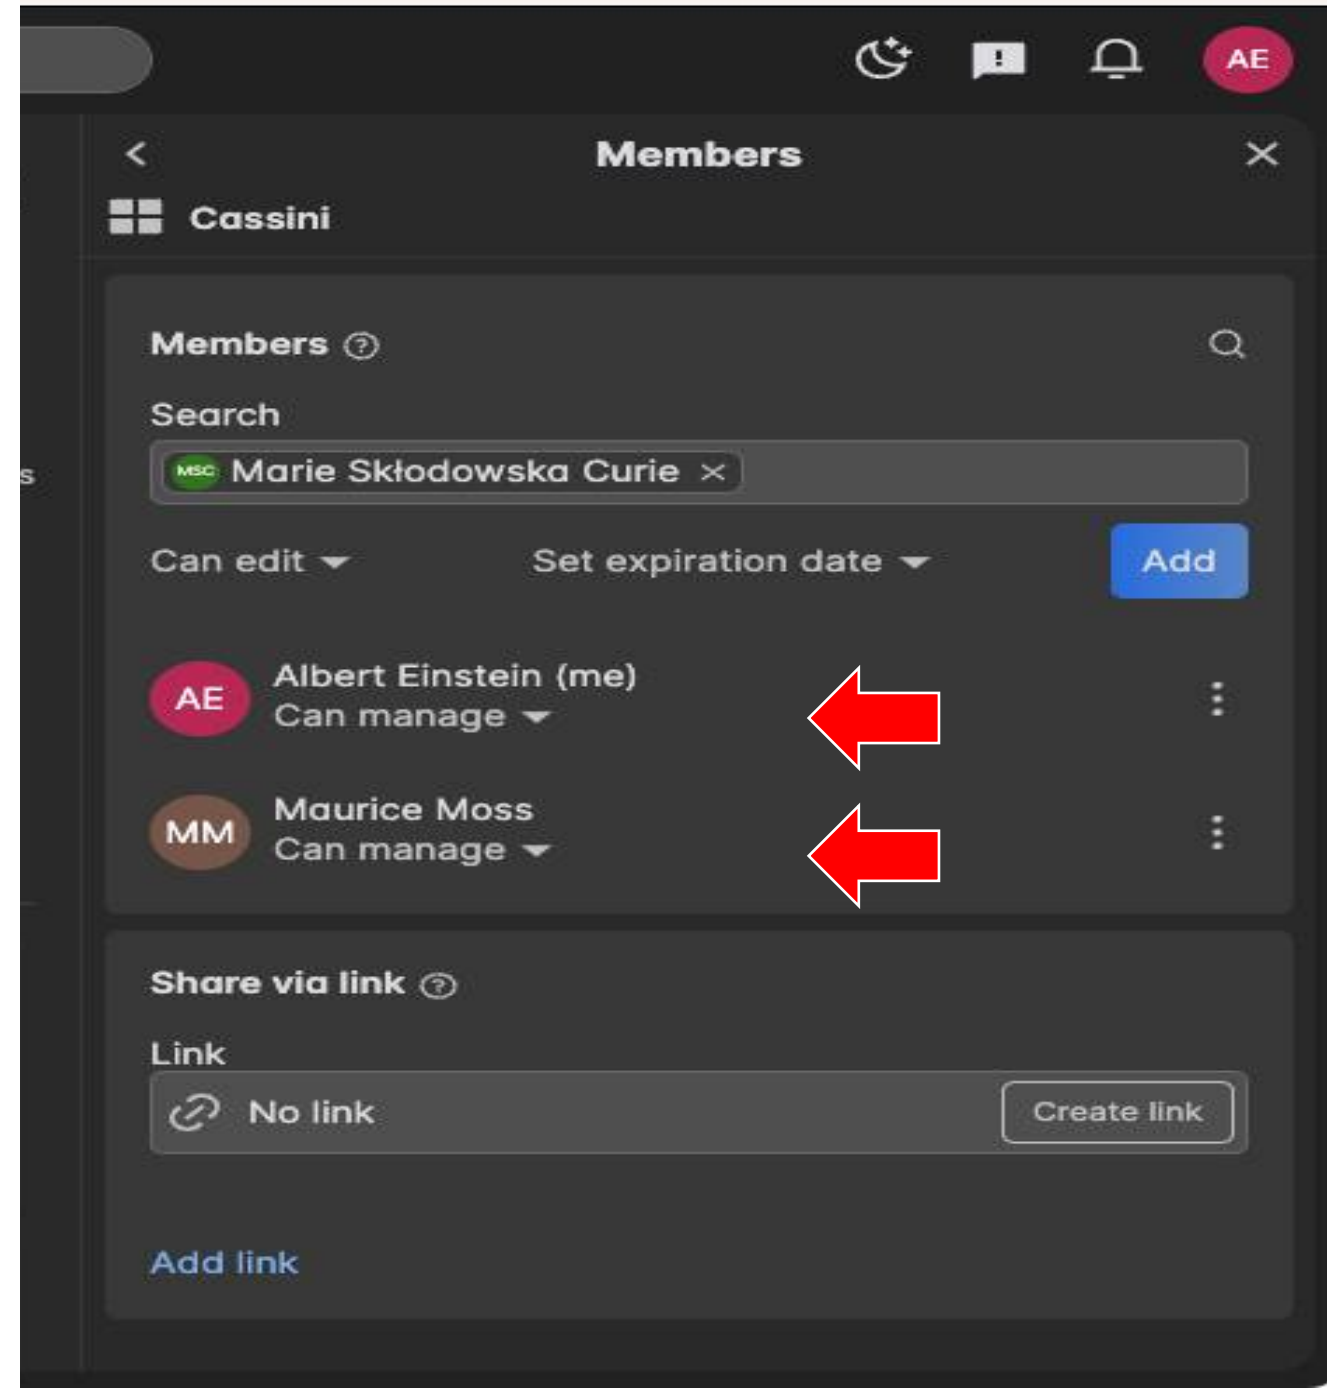 AE
Members
Cassini
Members
Search
MSC Marie Skłodowska Curie
Can edit Set expiration date Add
AE Albert Einstein (me)
Can manage
MM Maurice Moss
Can manage
Share via link
Link
No link Create link
Add link
s